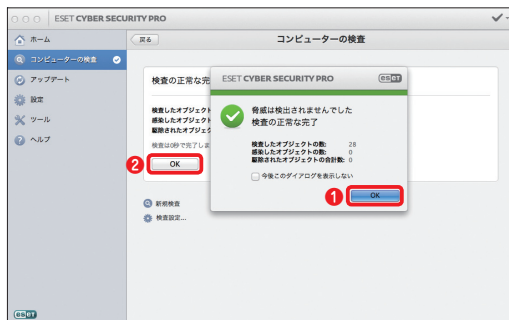 ESET CYBER SECURITY PRO
ホーム
コンピューターの検査
アップデート
設定
ツール
ヘルプ
eset
戻る
コンピューターの検査
検査の正常な完
検査したオブジェクト
感染したオブジェクト
駆除されたオブジェク
検査は0秒で完了しま
2
OK
新規検査
検査設定...
ESET CYBER SECURITY PRO
eset
脅威は検出されませんでした
検査の正常な完了
検査したオブジェクトの数: 28
感染したオブジェクトの数: 0
駆除されたオブジェクトの合計数: 0
今後このダイアログを表示しない
1
OK